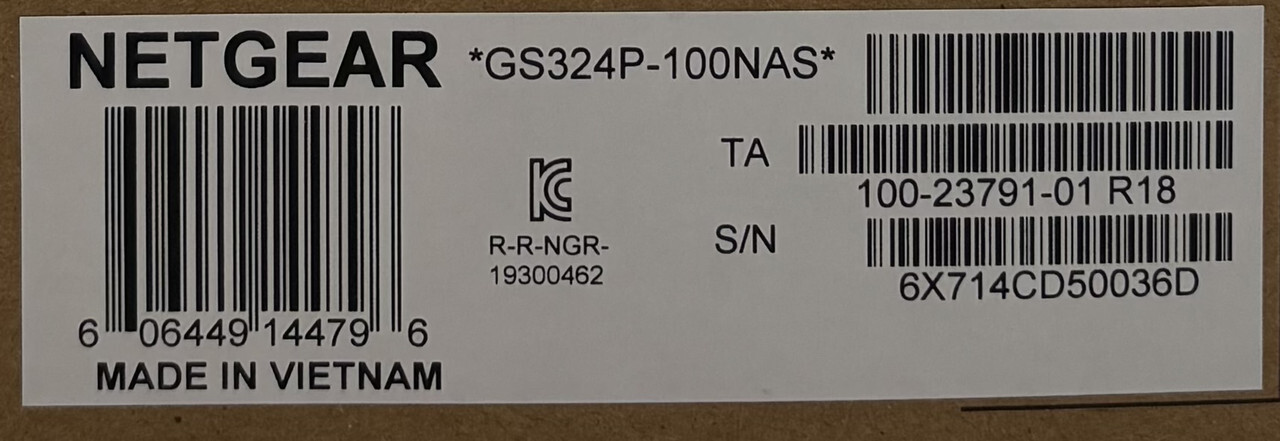 NETGEAR
*GS324P-100NAS*
6 06449 14479 6
MADE IN VIETNAM
R-R-NGR-
19300462
TA
100-23791-01 R18
S/N
6X714CD50036D